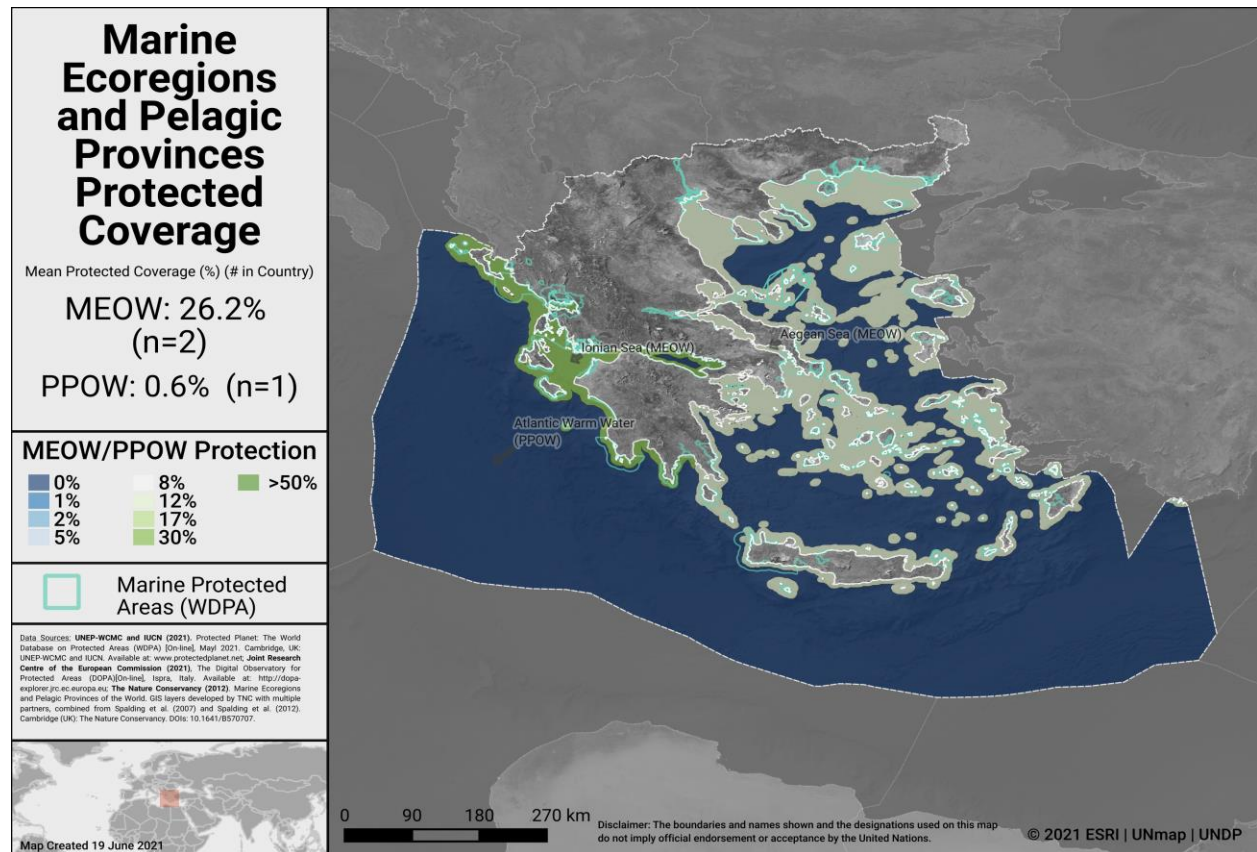 Marine
Ecoregions
and Pelagic
Provinces
Protected
Coverage
Mean Protected Coverage (%) (# in Country)
MEOW: 26.2%
(n=2)
PPOW: 0.6% (n=1)
MEOW/PPOW Protection
0% 8% >50%
1% 12%
2% 17%
5% 30%
Marine Protected
Areas (WDPA)
Data Sources: UNEP-WCMC and IUCN (2021). Protected Planet: The World
Database on Protected Areas (WDPA) [On-line], Mayl 2021. Cambridge, UK:
UNEP-WCMC and IUCN. Available at: www.protectedplanet.net; Joint Research
Centre of the European Commission (2021), The Digital Observatory for
Protected Areas (DOPA)[On-line], Ispra, Italy. Available at: http://dopa-
explorer.jrc.ec.europa.eu; The Nature Conservancy (2012). Marine Ecoregions
and Pelagic Provinces of the World. GIS layers developed by TNC with multiple
partners, combined from Spalding et al. (2007) and Spalding et al. (2012).
Cambridge (UK): The Nature Conservancy. DOIs: 10.1641/B570707.
Map Created 19 June 2021
Aegean Sea (MEOW)
Ionian Sea (MEOW)
Atlantic Warm Water
(PPOW)
0 90 180 270 km
Disclaimer: The boundaries and names shown and the designations used on this map
do not imply official endorsement or acceptance by the United Nations.
© 2021 ESRI | UNmap | UNDP